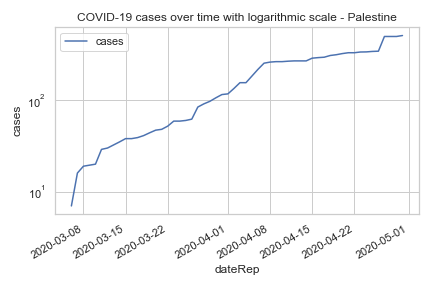 COVID-19 cases over time with logarithmic scale - Palestine
cases
10²
10¹
cases
2020-03-08
2020-03-15
2020-03-22
2020-04-01
2020-04-08
2020-04-15
2020-04-22
2020-05-01
dateRep